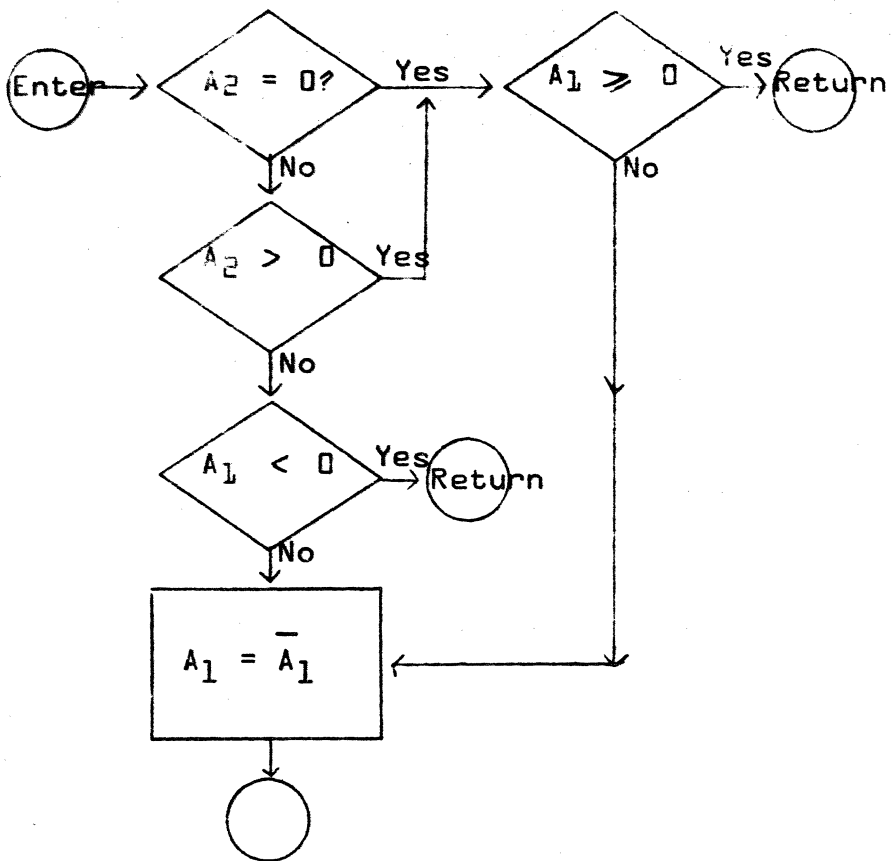 Enter
A2 = 0?
Yes
A1 ⩾ 0
Yes
Return
No
No
A2 > 0
Yes
No
A1 < 0
Yes
Return
No
A1 = A̅1